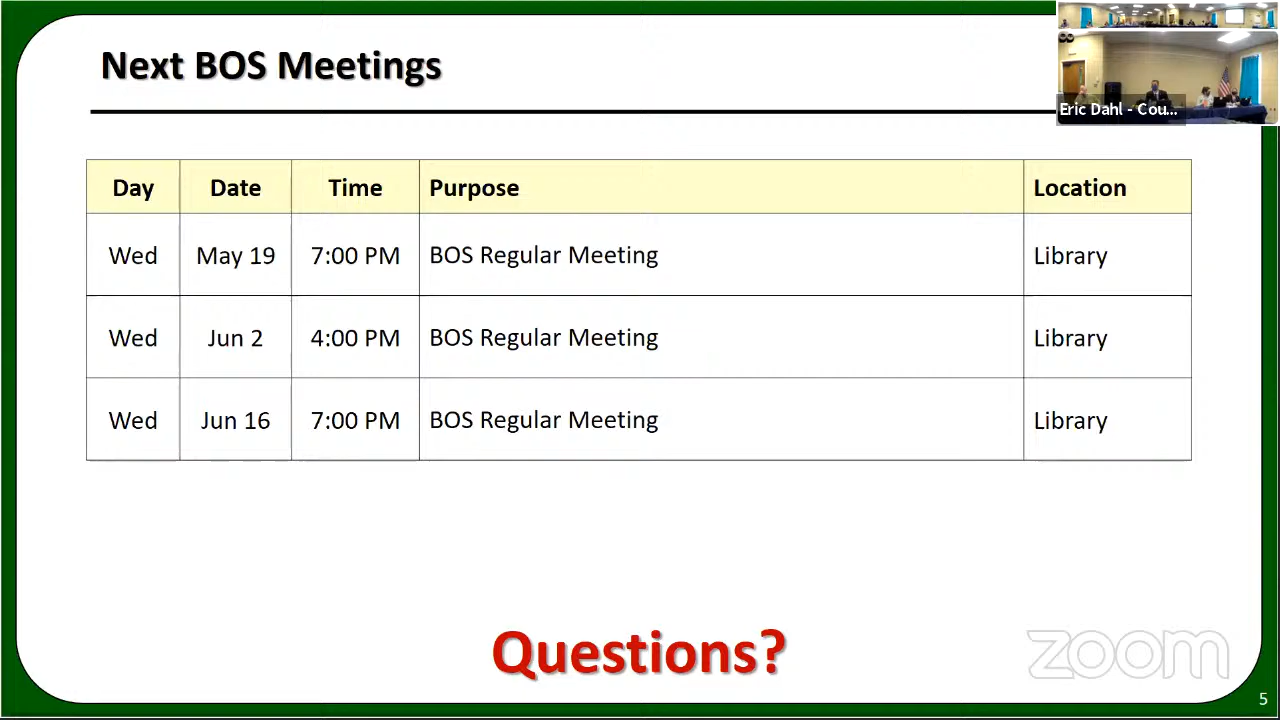 Next BOS Meetings
Eric Dahl - Cou...
Day Date Time Purpose Location
Wed May 19 7:00 PM BOS Regular Meeting Library
Wed Jun 2 4:00 PM BOS Regular Meeting Library
Wed Jun 16 7:00 PM BOS Regular Meeting Library
Questions?
zoom
5